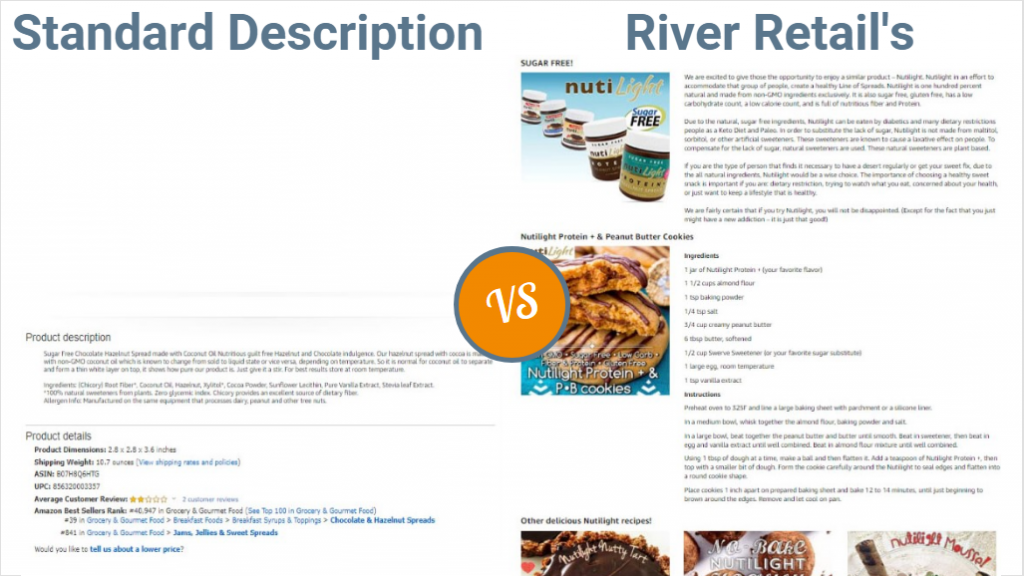 Standard Description
River Retail's
Product description
Sugar Free Chocolate Hazelnut Spread made with Coconut Oil Nutritious guilt free Hazelnut and Chocolate indulgence. Our hazelnut spread with cocoa is made
with non-GMO coconut oil which is known to change from solid to liquid state or vice versa, depending on temperature. So it is normal for coconut oil to separate
and form a thin white layer on top, it shows how pure our product is. Just give it a stir. For best results store at room temperature.
Ingredients: (Chicory) Root Fiber*, Coconut Oil, Hazelnut, Xylitol*, Cocoa Powder, Sunflower Lecithin, Pure Vanilla Extract, Stevia leaf Extract.
*100% natural sweeteners from plants. Zero glycemic index. Chicory provides an excellent source of dietary fiber.
Allergen Info: Manufactured on the same equipment that processes dairy, peanut and other tree nuts.
Product details
Product Dimensions: 2.8 x 2.8 x 3.6 inches
Shipping Weight: 10.7 ounces (View shipping rates and policies)
ASIN: B07H8Q6HTG
UPC: 856320003357
Average Customer Review: 2 customer reviews
Amazon Best Sellers Rank: #40,947 in Grocery & Gourmet Food (See Top 100 in Grocery & Gourmet Food)
#39 in Grocery & Gourmet Food > Breakfast Foods > Breakfast Syrups & Toppings > Chocolate & Hazelnut Spreads
#841 in Grocery & Gourmet Food > Jams, Jellies & Sweet Spreads
Would you like to tell us about a lower price?
VS
SUGAR FREE!
nuti Light
Sugar
FREE
We are excited to give those the opportunity to enjoy a similar product – Nutilight. Nutilight in an effort to
accommodate that group of people, create a healthy Line of Spreads. Nutilight is one hundred percent
natural and made from non-GMO ingredients exclusively. It is also sugar free, gluten free, has a low
carbohydrate count, a low calorie count, and is full of nutritious fiber and Protein.
Due to the natural, sugar free ingredients, Nutilight can be eaten by diabetics and many dietary restrictions
people as a Keto Diet and Paleo. In order to substitute the lack of sugar, Nutilight is not made from maltitol,
sorbitol, or other artificial sweeteners. These sweeteners are known to cause a laxative effect on people. To
compensate for the lack of sugar, natural sweeteners are used. These natural sweeteners are plant based.
If you are the type of person that finds it necessary to have a desert regularly or get your sweet fix, due to
the all natural ingredients, Nutilight would be a wise choice. The importance of choosing a healthy sweet
snack is important if you are: dietary restriction, trying to watch what you eat, concerned about your health,
or just want to keep a lifestyle that is healthy.
We are fairly certain that if you try Nutilight, you will not be disappointed. (Except for the fact that you just
might have a new addiction – it is just that good!)
Nutilight Protein + & Peanut Butter Cookies
Nutilight Protein + &
P•B cookies
Ingredients
1 jar of Nutilight Protein + (your favorite flavor)
1 1/2 cups almond flour
1 tsp baking powder
1/4 tsp salt
3/4 cup creamy peanut butter
6 tbsp butter, softened
1/2 cup Swerve Sweetener (or your favorite sugar substitute)
1 large egg, room temperature
1 tsp vanilla extract
Instructions
Preheat oven to 325F and line a large baking sheet with parchment or a silicone liner.
In a medium bowl, whisk together the almond flour, baking powder and salt.
In a large bowl, beat together the peanut butter and butter until smooth. Beat in sweetener, then beat in
egg and vanilla extract until well combined. Beat in almond flour mixture until well combined.
Using 1 tbsp of dough at a time, make a ball and then flatten it. Add a teaspoon of Nutilight Protein +, then
top with a smaller bit of dough. Form the cookie carefully around the Nutilight to seal edges and flatten into
a round cookie shape.
Place cookies 1 inch apart on prepared baking sheet and bake 12 to 14 minutes, until just beginning to
brown around the edges. Remove and let cool on pan.
Other delicious Nutilight recipes!
Nutilight Nutty Tart
NO BAKE
NUTILIGHT
nutilight Mousse!